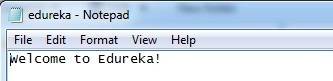 edureka - Notepad
File Edit Format View Help
Welcome to Edureka!